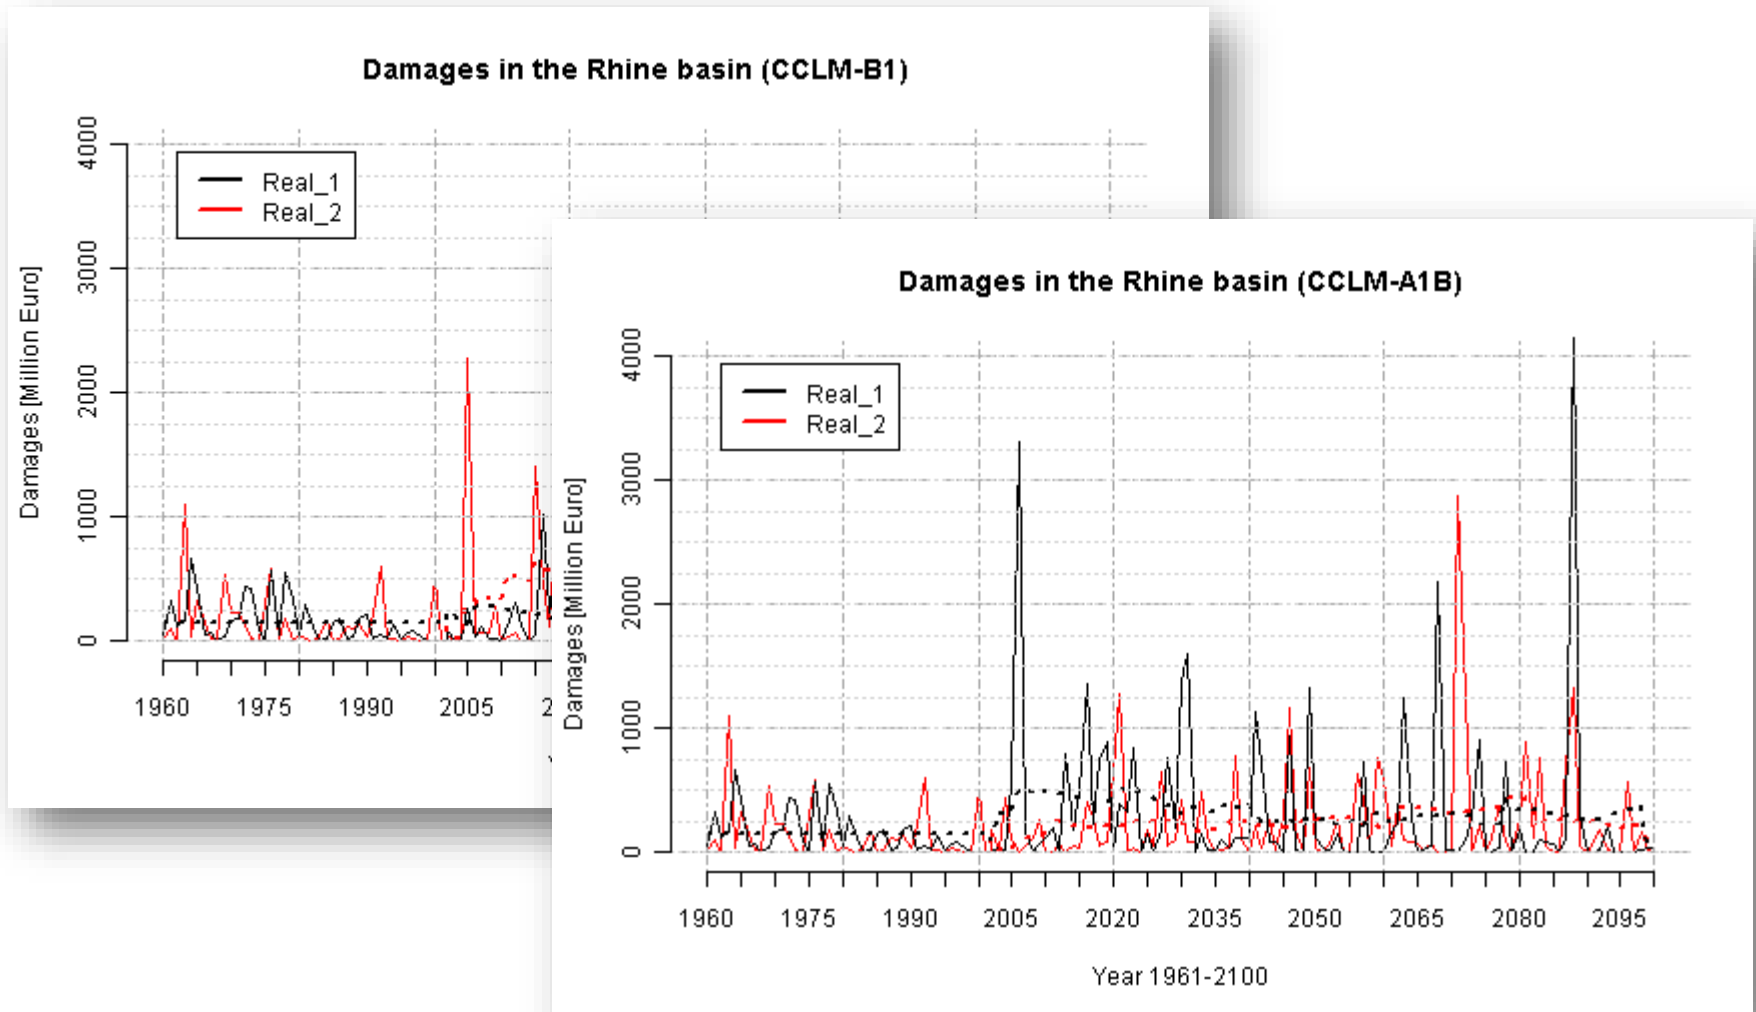 Damages in the Rhine basin (CCLM-B1)
Damages [Million Euro]
4000
3000
2000
1000
0
Real_1
Real_2
1960 1975 1990 2005 2
Damages in the Rhine basin (CCLM-A1B)
Damages [Million Euro]
4000
3000
2000
1000
0
Real_1
Real_2
1960 1975 1990 2005 2020 2035 2050 2065 2080 2095
Year 1961-2100